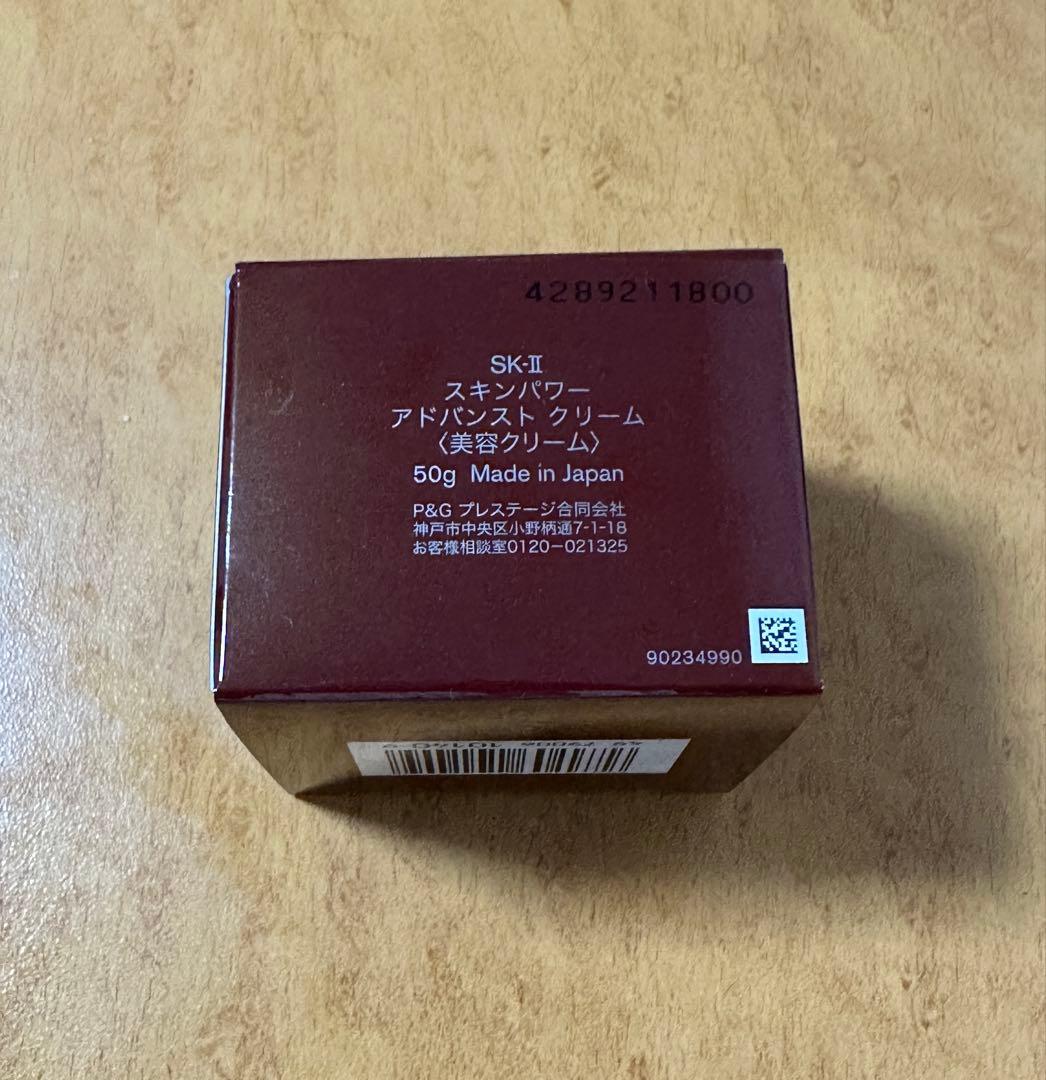 4289211800
SK-Ⅱ
スキンパワー
アドバンスト クリーム
〈美容クリーム〉
50g Made in Japan
P&G プレステージ合同会社
神戸市中央区小野柄通7-1-18
お客様相談室0120-021325
90234990